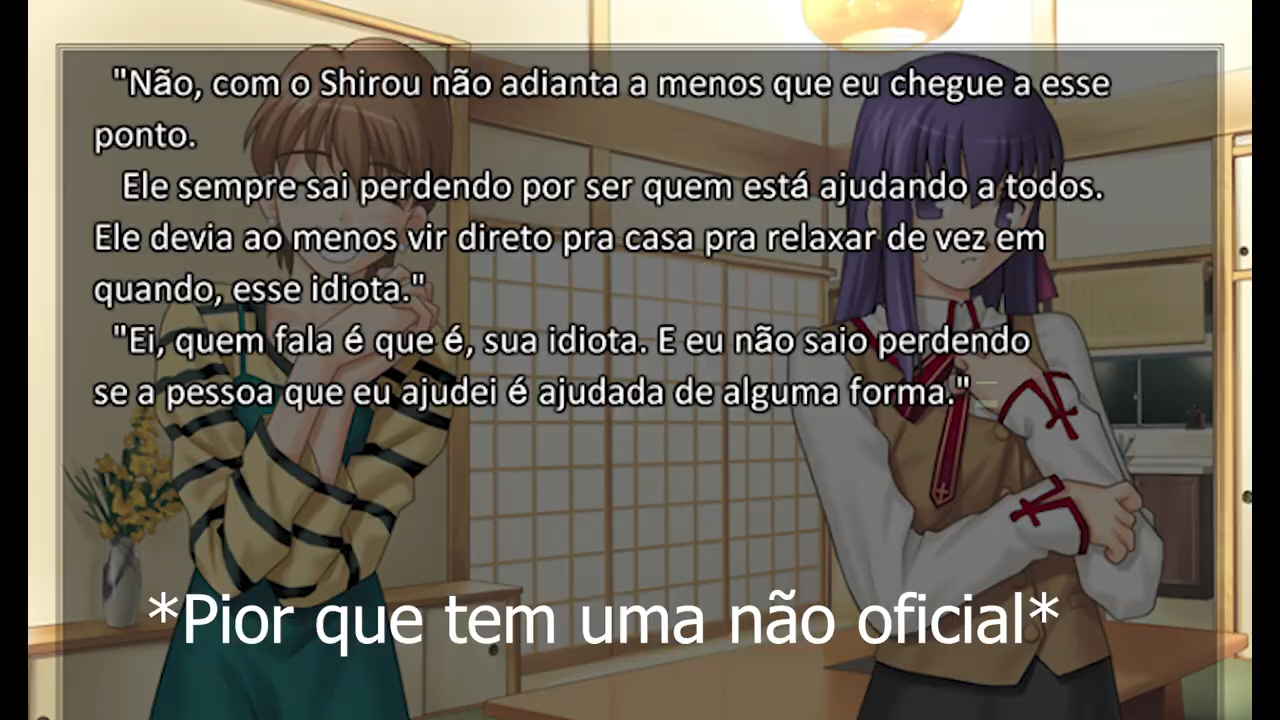 "Não, com o Shirou não adianta a menos que eu chegue a esse
ponto.
Ele sempre sai perdendo por ser quem está ajudando a todos.
Ele devia ao menos vir direto pra casa pra relaxar de vez em
quando, esse idiota."
"Ei, quem fala é que é, sua idiota. E eu não saio perdendo
se a pessoa que eu ajudei é ajudada de alguma forma."
*Pior que tem uma não oficial*